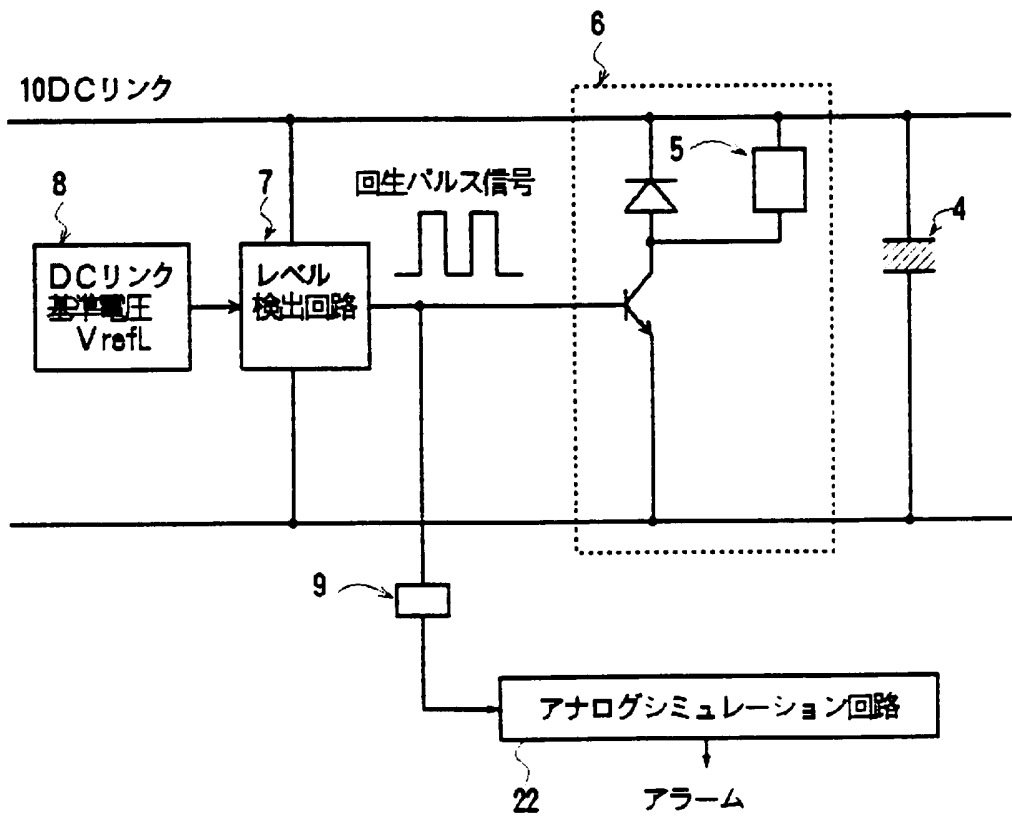 6
10DCリンク
5
8
7
回生パルス信号
4
DCリンク
基準電圧
VrefL
レベル
検出回路
9
アナログシミュレーション回路
22
アラーム